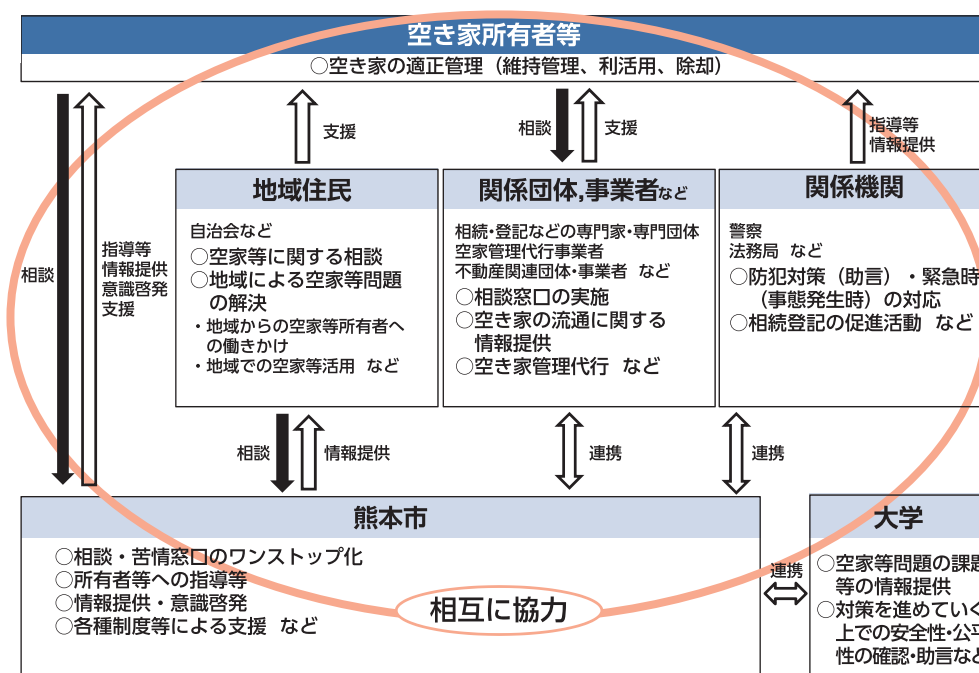 空き家所有者等
○空き家の適正管理（維持管理、利活用、除却）
相談
指導等
情報提供
意識啓発
支援
支援
相談
支援
指導等
情報提供
地域住民
自治会など
○空家等に関する相談
○地域による空家等問題
の解決
・地域からの空家等所有者へ
の働きかけ
・地域での空家等活用 など
関係団体,事業者など
相続・登記などの専門家・専門団体
空家管理代行事業者
不動産関連団体・事業者 など
○相談窓口の実施
○空き家の流通に関する
情報提供
○空き家管理代行 など
関係機関
警察
法務局 など
○防犯対策（助言）・緊急時
（事態発生時）の対応
○相続登記の促進活動 など
相談
情報提供
連携
連携
熊本市
○相談・苦情窓口のワンストップ化
○所有者等への指導等
○情報提供・意識啓発
○各種制度等による支援 など
相互に協力
連携
大学
○空家等問題の課題
等の情報提供
○対策を進めていく
上での安全性・公平
性の確認・助言など